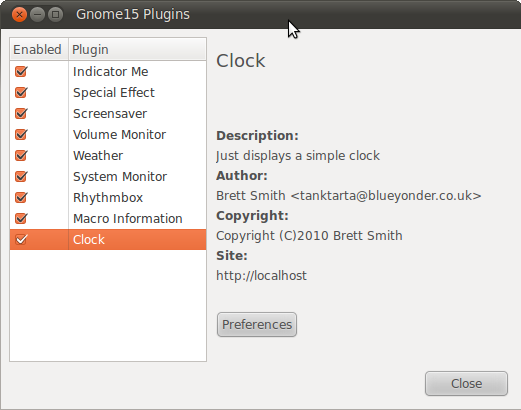 Gnome15 Plugins
Enabled Plugin
Indicator Me
Special Effect
Screensaver
Volume Monitor
Weather
System Monitor
Rhythmbox
Macro Information
Clock
Clock
Description:
Just displays a simple clock
Author:
Brett Smith <tanktarta@blueyonder.co.uk>
Copyright:
Copyright (C)2010 Brett Smith
Site:
http://localhost
Preferences
Close